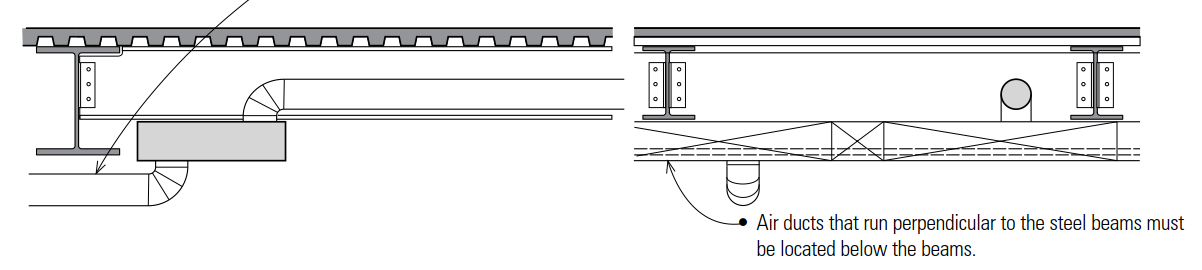 • Air ducts that run perpendicular to the steel beams must
be located below the beams.